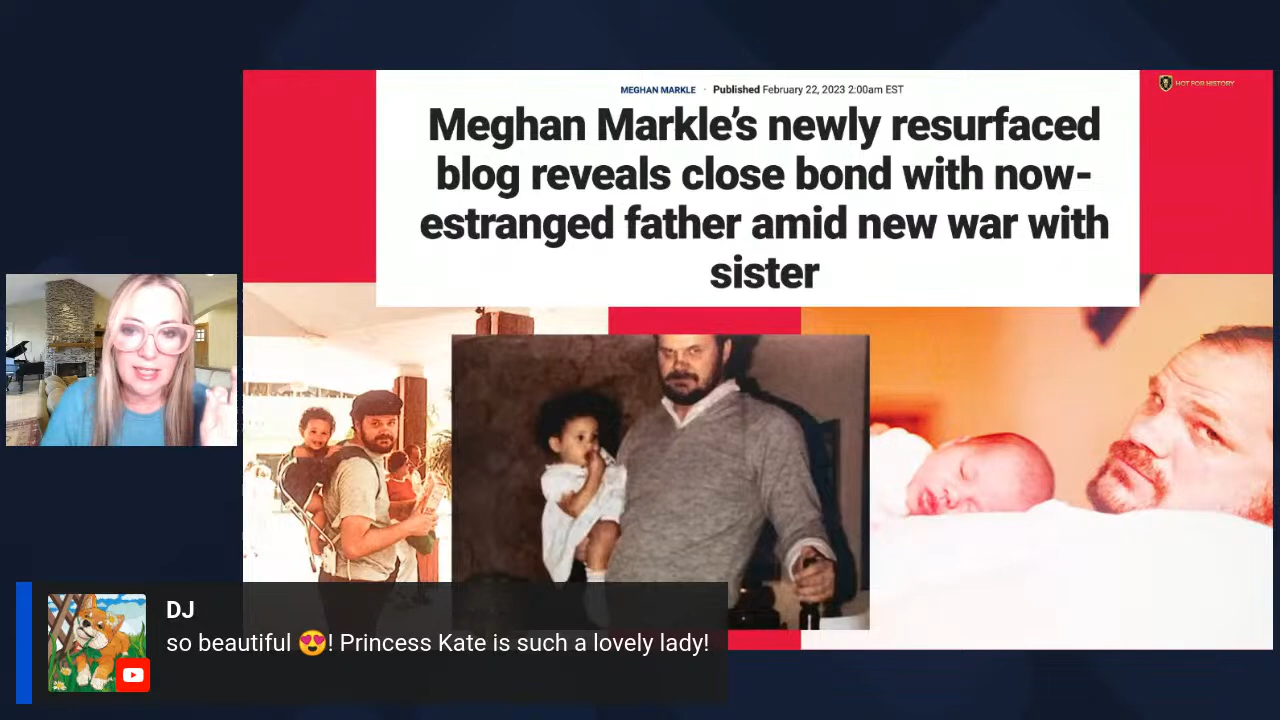 MEGHAN MARKLE · Published February 22, 2023 2:00am EST
HOT FOR HISTORY
Meghan Markle’s newly resurfaced
blog reveals close bond with now-
estranged father amid new war with
sister
DJ
so beautiful 😍! Princess Kate is such a lovely lady!